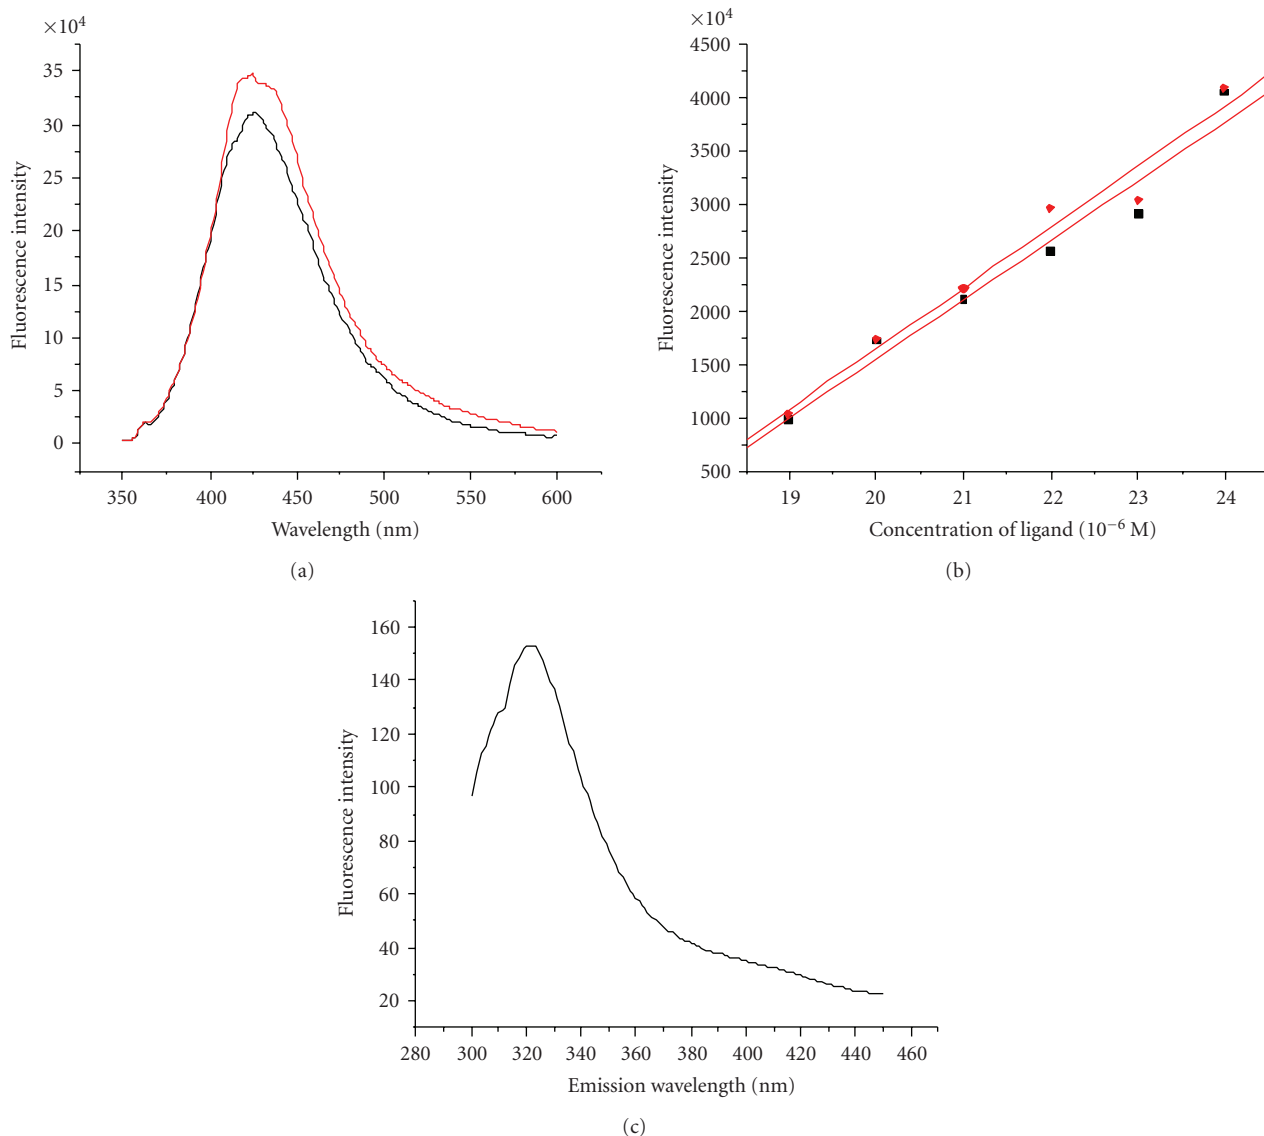 ×10⁴
35
30
25
20
15
10
5
0
Fluorescence intensity
350 400 450 500 550 600
Wavelength (nm)
(a)
×10⁴
4500
4000
3500
3000
2500
2000
1500
1000
500
Fluorescence intensity
19 20 21 22 23 24
Concentration of ligand (10⁻⁶ M)
(b)
160
140
120
100
80
60
40
20
Fluorescence intensity
280 300 320 340 360 380 400 420 440 460
Emission wavelength (nm)
(c)